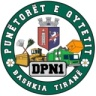 PUNËTORËT E QYTETIT
DPN1
BASHKIA TIRANË